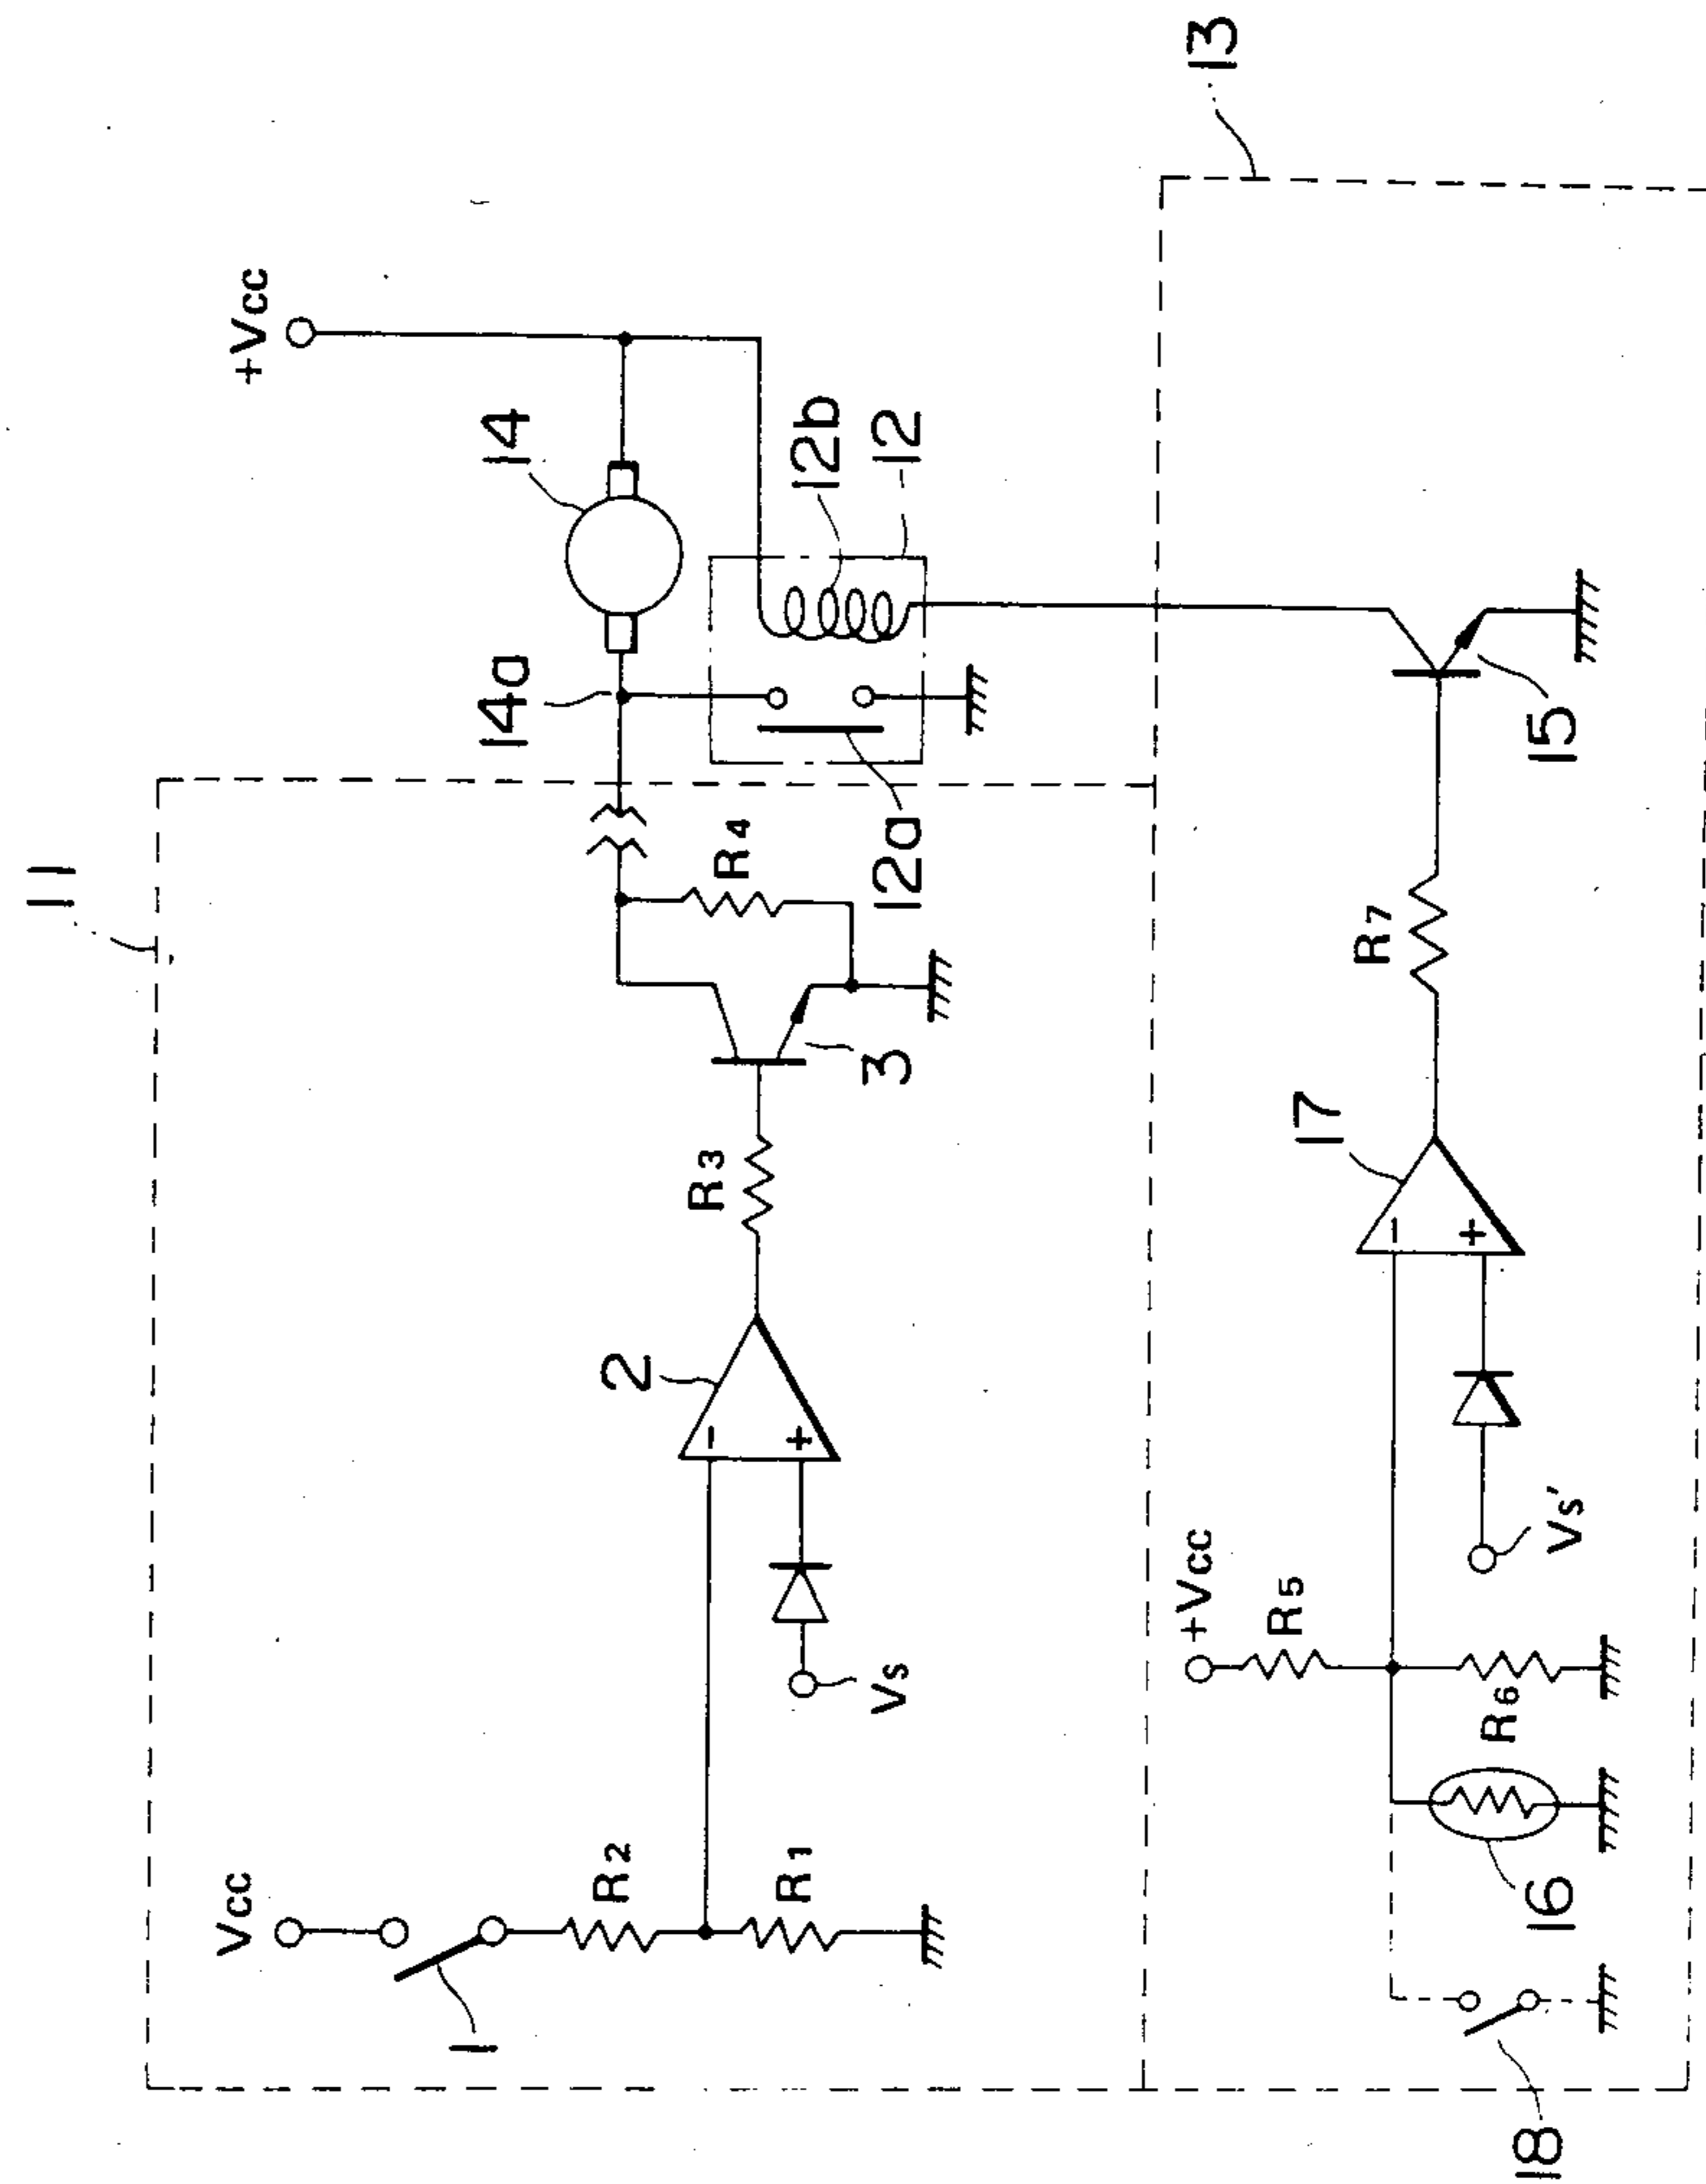 11
13
+Vcc
14
14a
12b
12
12a
R4
3
R3
2
−
+
Vs
Vcc
1
R2
R1
15
R7
17
−
+
Vs'
+Vcc
R5
R6
16
18